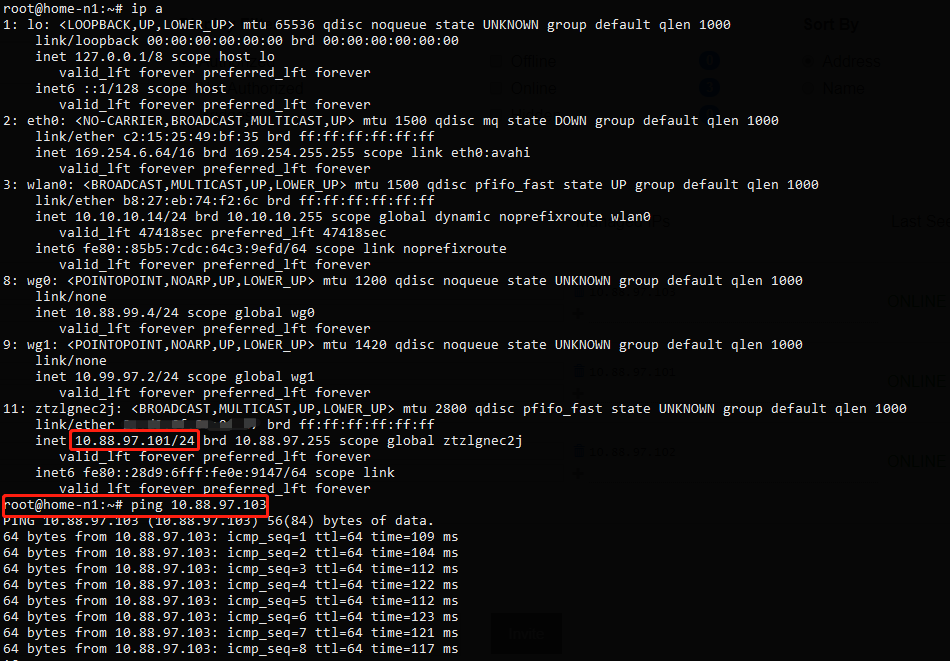 root@home-n1:~# ip a
1: lo: <LOOPBACK,UP,LOWER_UP> mtu 65536 qdisc noqueue state UNKNOWN group default qlen 1000
    link/loopback 00:00:00:00:00:00 brd 00:00:00:00:00:00
    inet 127.0.0.1/8 scope host lo
       valid_lft forever preferred_lft forever
    inet6 ::1/128 scope host
       valid_lft forever preferred_lft forever
2: eth0: <NO-CARRIER,BROADCAST,MULTICAST,UP> mtu 1500 qdisc mq state DOWN group default qlen 1000
    link/ether c2:15:25:49:bf:35 brd ff:ff:ff:ff:ff:ff
    inet 169.254.6.64/16 brd 169.254.255.255 scope link eth0:avahi
       valid_lft forever preferred_lft forever
3: wlan0: <BROADCAST,MULTICAST,UP,LOWER_UP> mtu 1500 qdisc pfifo_fast state UP group default qlen 1000
    link/ether b8:27:eb:74:f2:6c brd ff:ff:ff:ff:ff:ff
    inet 10.10.10.14/24 brd 10.10.10.255 scope global dynamic noprefixroute wlan0
       valid_lft 47418sec preferred_lft 47418sec
    inet6 fe80::85b5:7cdc:64c3:9efd/64 scope link noprefixroute
       valid_lft forever preferred_lft forever
8: wg0: <POINTOPOINT,NOARP,UP,LOWER_UP> mtu 1200 qdisc noqueue state UNKNOWN group default qlen 1000
    link/none
    inet 10.88.99.4/24 scope global wg0
       valid_lft forever preferred_lft forever
9: wg1: <POINTOPOINT,NOARP,UP,LOWER_UP> mtu 1420 qdisc noqueue state UNKNOWN group default qlen 1000
    link/none
    inet 10.99.97.2/24 scope global wg1
       valid_lft forever preferred_lft forever
11: ztzlgnec2j: <BROADCAST,MULTICAST,UP,LOWER_UP> mtu 2800 qdisc pfifo_fast state UNKNOWN group default qlen 1000
    link/ether brd ff:ff:ff:ff:ff:ff
    inet 10.88.97.101/24 brd 10.88.97.255 scope global ztzlgnec2j
       valid_lft forever preferred_lft forever
    inet6 fe80::28d9:6fff:fe0e:9147/64 scope link
       valid_lft forever preferred_lft forever
root@home-n1:~# ping 10.88.97.103
PING 10.88.97.103 (10.88.97.103) 56(84) bytes of data.
64 bytes from 10.88.97.103: icmp_seq=1 ttl=64 time=109 ms
64 bytes from 10.88.97.103: icmp_seq=2 ttl=64 time=104 ms
64 bytes from 10.88.97.103: icmp_seq=3 ttl=64 time=112 ms
64 bytes from 10.88.97.103: icmp_seq=4 ttl=64 time=122 ms
64 bytes from 10.88.97.103: icmp_seq=5 ttl=64 time=112 ms
64 bytes from 10.88.97.103: icmp_seq=6 ttl=64 time=123 ms
64 bytes from 10.88.97.103: icmp_seq=7 ttl=64 time=121 ms
64 bytes from 10.88.97.103: icmp_seq=8 ttl=64 time=117 ms
Sort By
Offline
Address
Online
Name
Invite